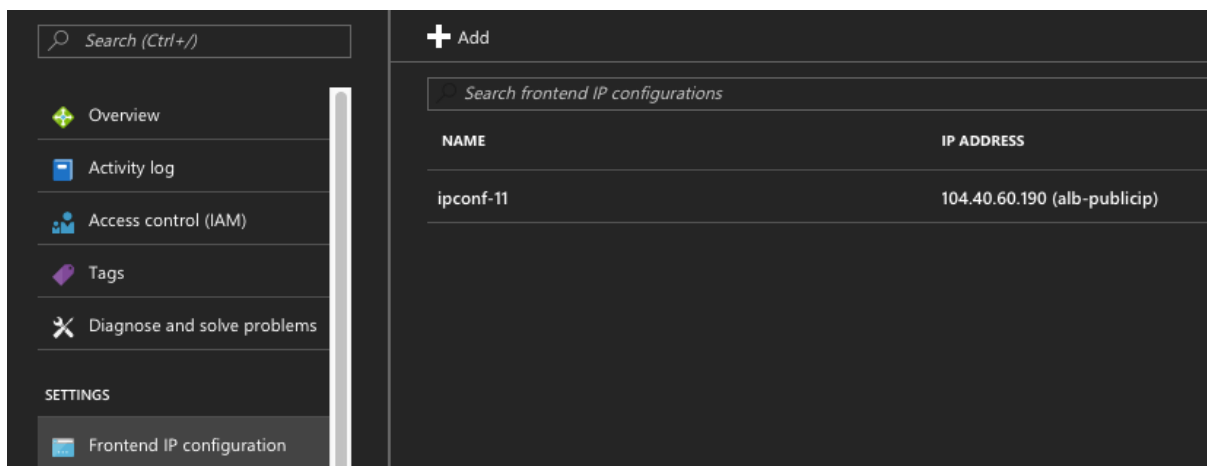 Search (Ctrl+/)
Overview
Activity log
Access control (IAM)
Tags
Diagnose and solve problems
SETTINGS
Frontend IP configuration
Add
Search frontend IP configurations
NAME IP ADDRESS
ipconf-11 104.40.60.190 (alb-publicip)